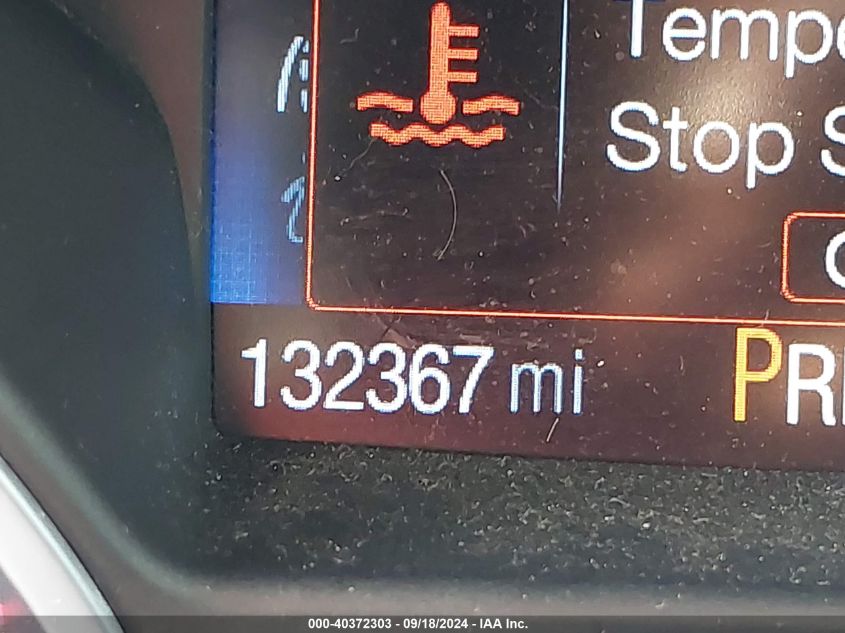 Tempe
Stop S
132367 mi
PR
000-40372303 - 09/18/2024 - IAA Inc.